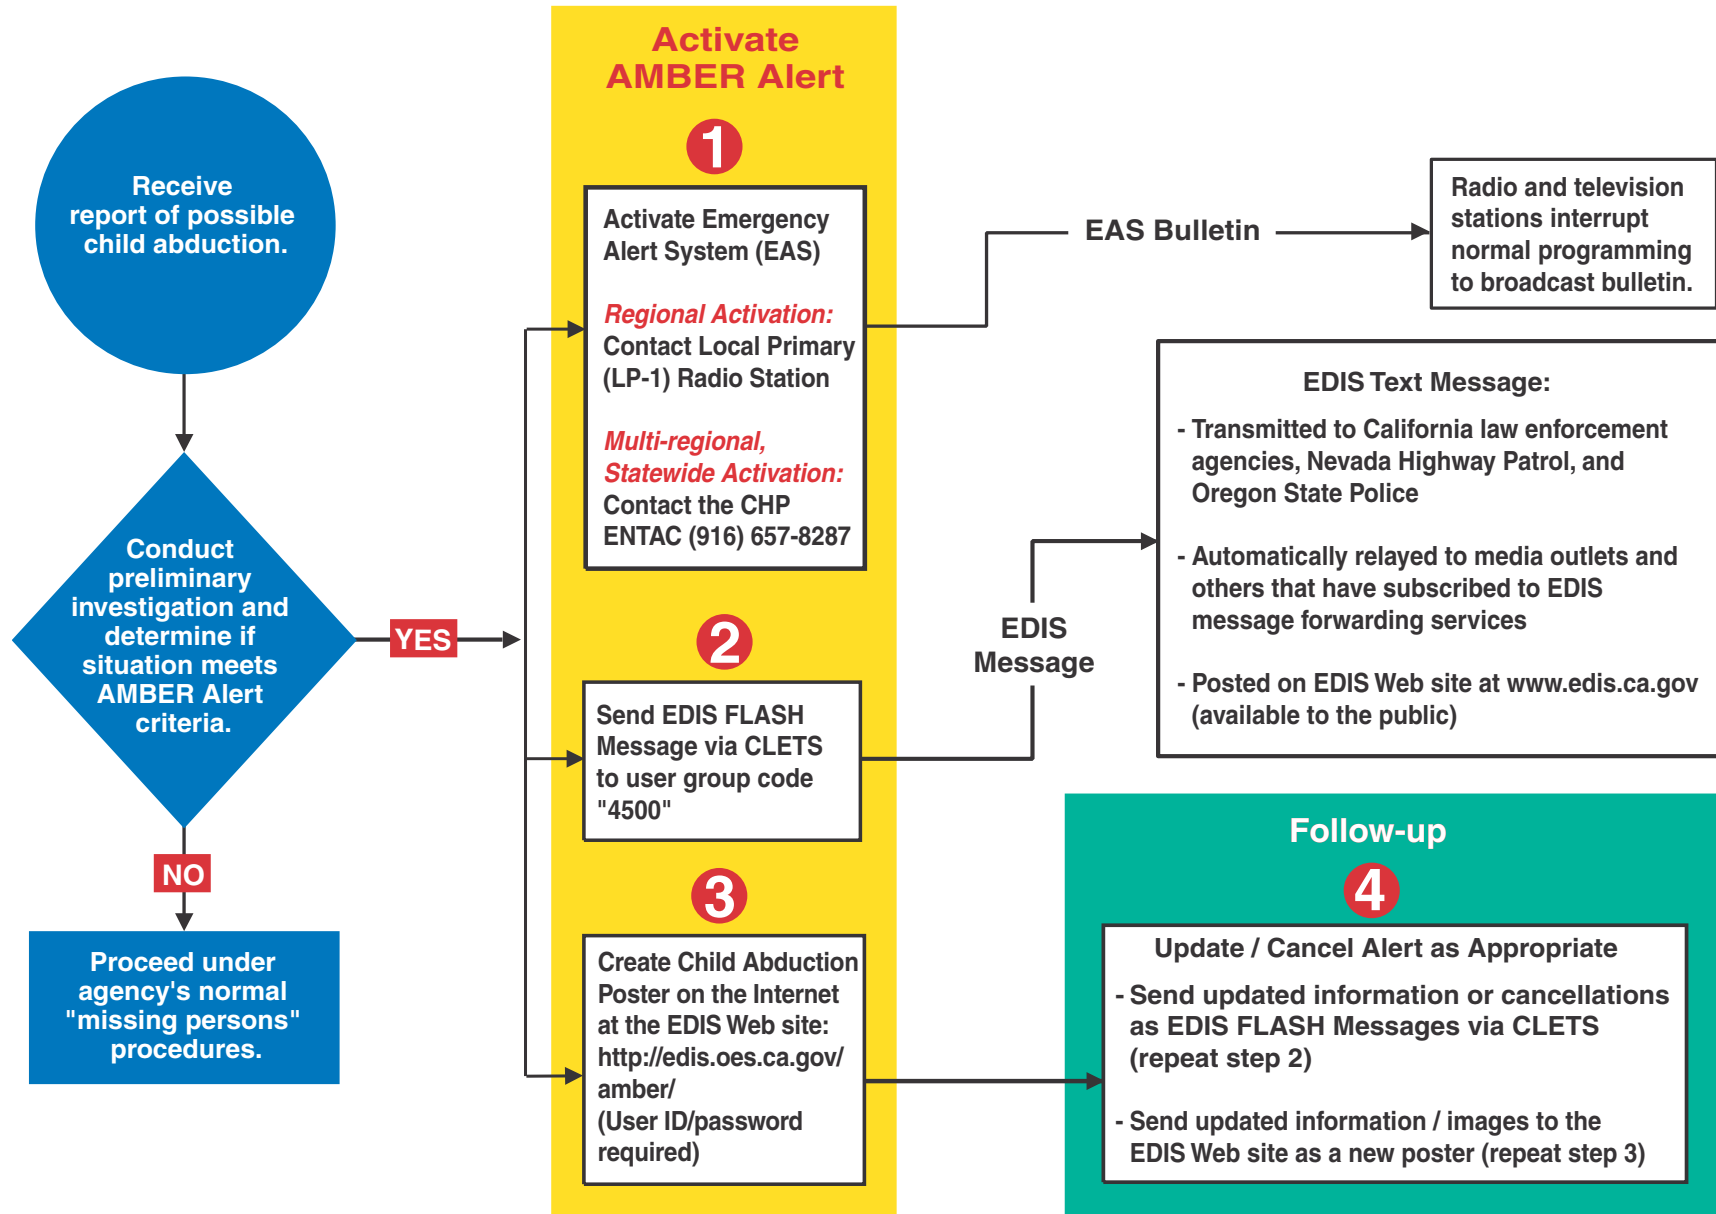 Receive
report of possible
child abduction.
Conduct
preliminary
investigation and
determine if
situation meets
AMBER Alert
criteria.
YES
NO
Proceed under
agency's normal
"missing persons"
procedures.
Activate
AMBER Alert
1
Activate Emergency
Alert System (EAS)
Regional Activation:
Contact Local Primary
(LP-1) Radio Station
Multi-regional,
Statewide Activation:
Contact the CHP
ENTAC (916) 657-8287
EAS Bulletin
Radio and television
stations interrupt
normal programming
to broadcast bulletin.
2
Send EDIS FLASH
Message via CLETS
to user group code
"4500"
EDIS
Message
EDIS Text Message:
- Transmitted to California law enforcement
agencies, Nevada Highway Patrol, and
Oregon State Police
- Automatically relayed to media outlets and
others that have subscribed to EDIS
message forwarding services
- Posted on EDIS Web site at www.edis.ca.gov
(available to the public)
3
Create Child Abduction
Poster on the Internet
at the EDIS Web site:
http://edis.oes.ca.gov/
amber/
(User ID/password
required)
Follow-up
4
Update / Cancel Alert as Appropriate
- Send updated information or cancellations
as EDIS FLASH Messages via CLETS
(repeat step 2)
- Send updated information / images to the
EDIS Web site as a new poster (repeat step 3)